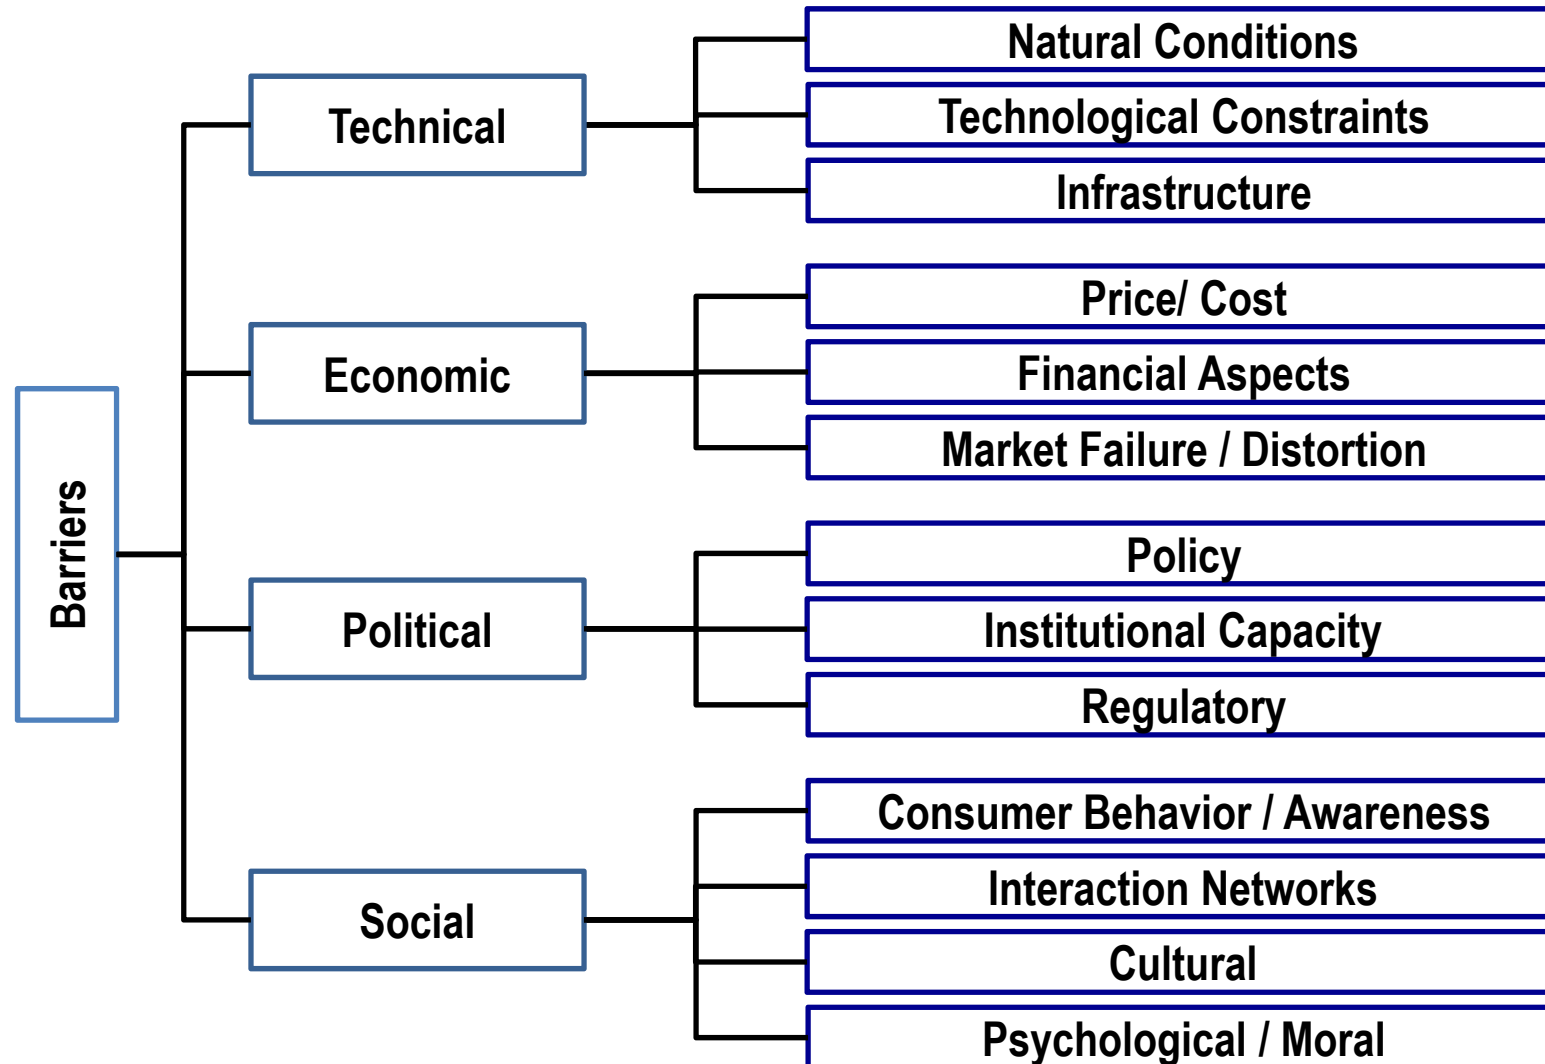 Barriers
Technical
Natural Conditions
Technological Constraints
Infrastructure
Economic
Price/ Cost
Financial Aspects
Market Failure / Distortion
Political
Policy
Institutional Capacity
Regulatory
Social
Consumer Behavior / Awareness
Interaction Networks
Cultural
Psychological / Moral